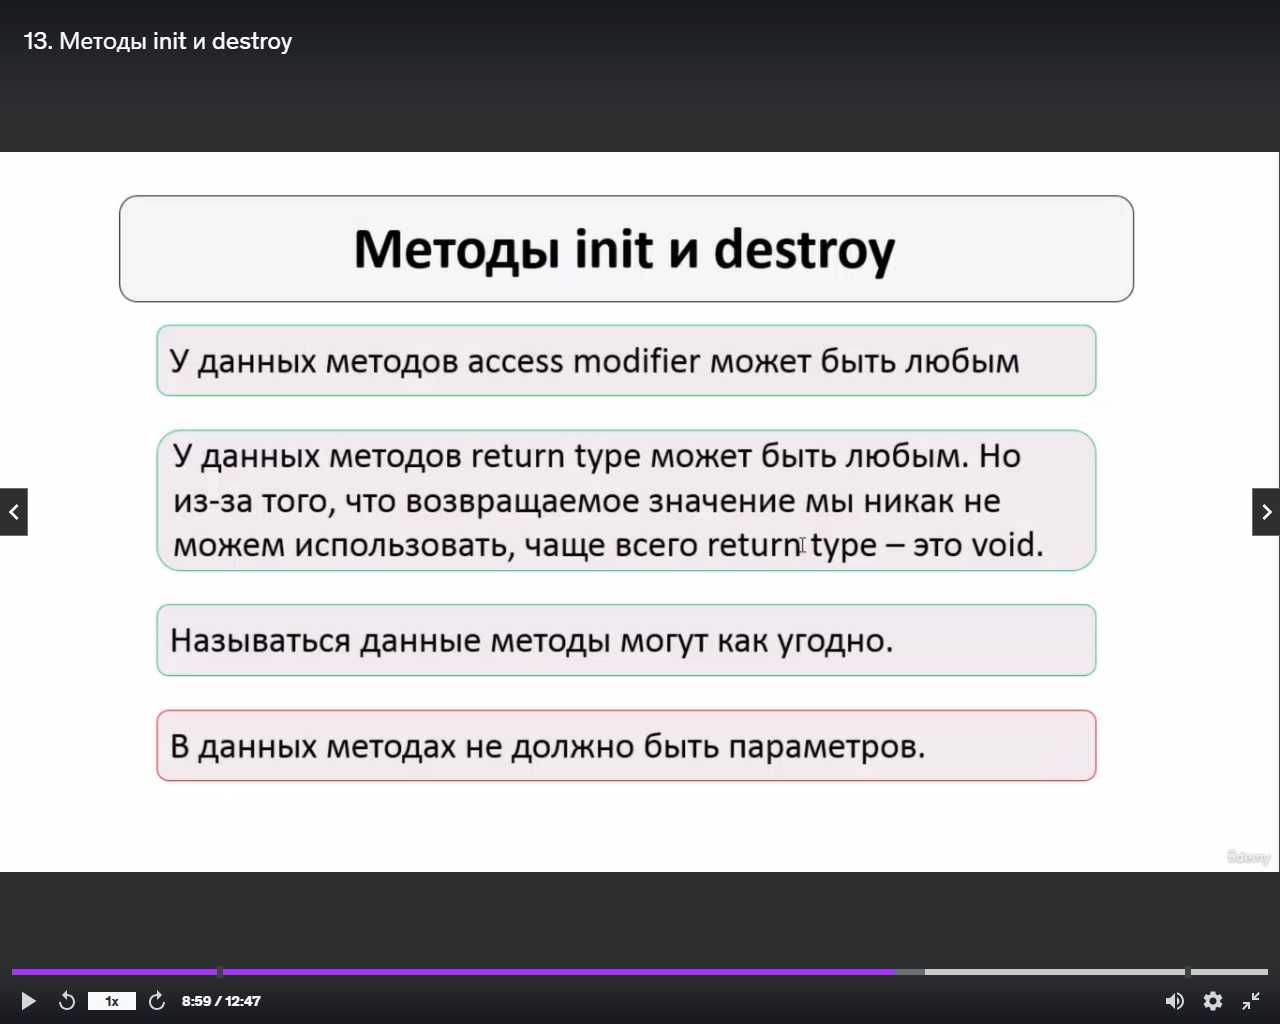 13. Методы init и destroy
Методы init и destroy
У данных методов access modifier может быть любым
У данных методов return type может быть любым. Но
из-за того, что возвращаемое значение мы никак не
можем использовать, чаще всего return type – это void.
Называться данные методы могут как угодно.
В данных методах не должно быть параметров.
ûdemy
1x
8:59 / 12:47